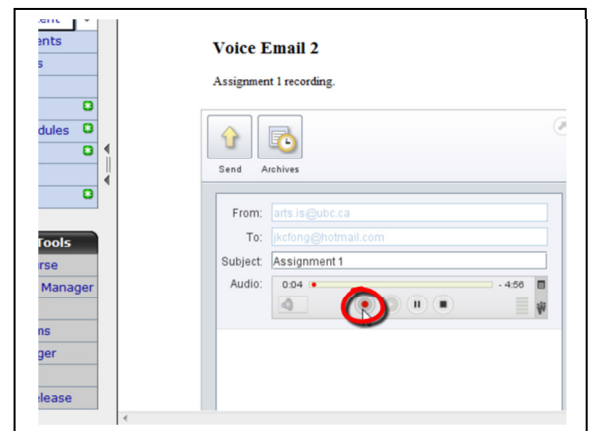 ents
s
dules
Tools
rse
Manager
ns
ger
lease
Voice Email 2
Assignment 1 recording.
Send Archives
From: arts.is@ubc.ca
To: jkcfong@hotmail.com
Subject: Assignment 1
Audio: 0:04 - 4:56